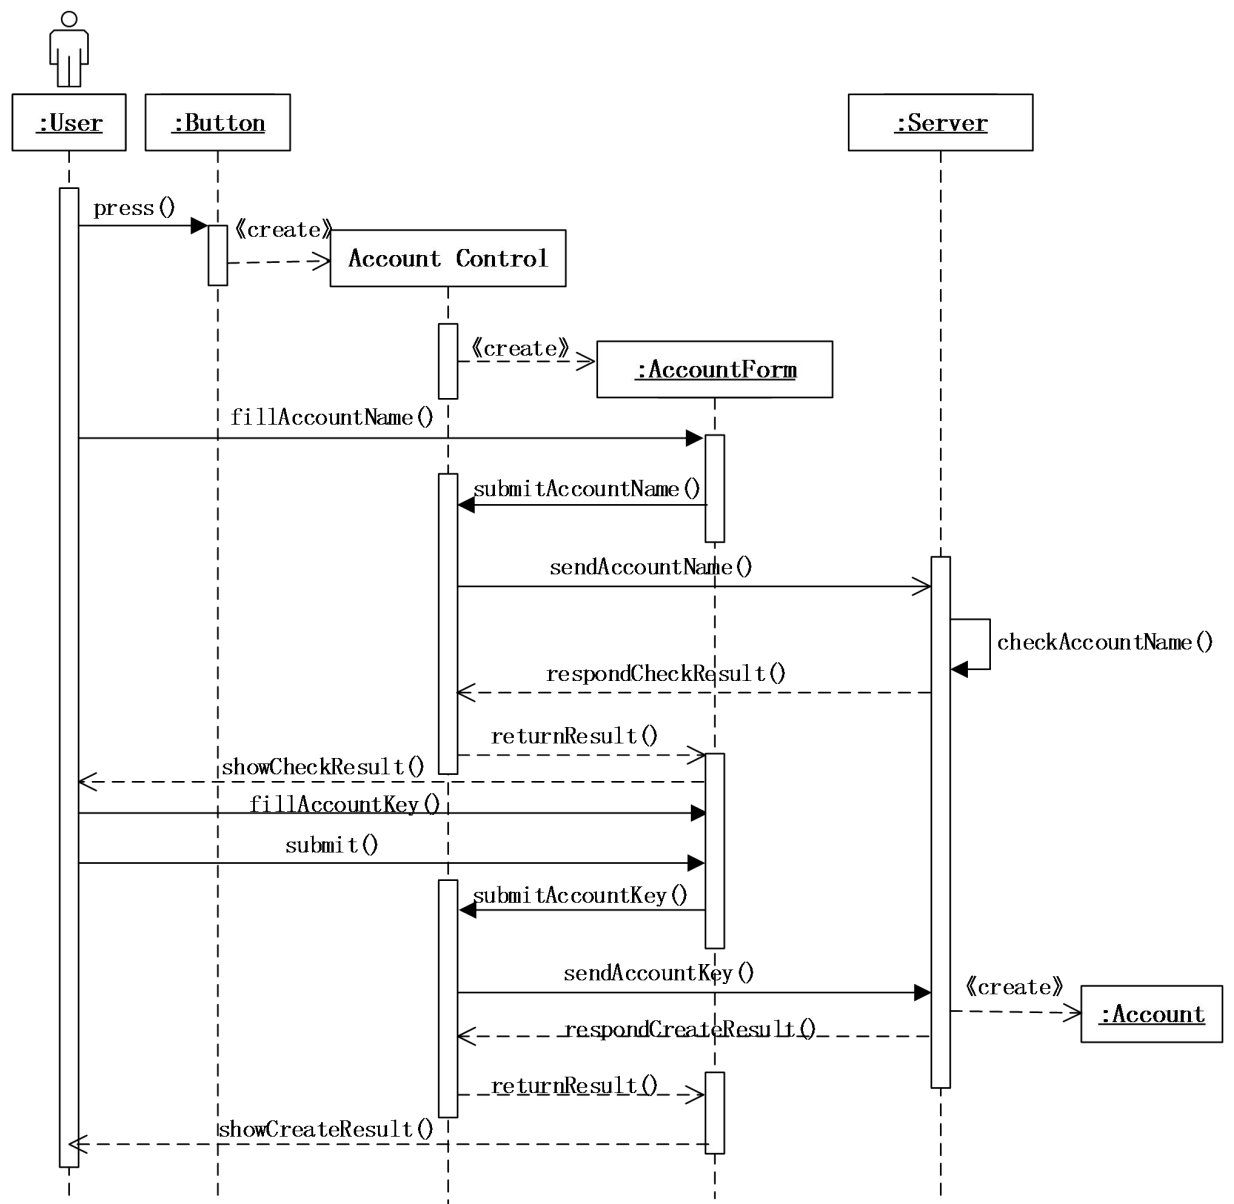 :User
:Button
:Server
press()
《create》
Account Control
《create》
:AccountForm
fillAccountName()
submitAccountName()
sendAccountName()
checkAccountName()
respondCheckResult()
returnResult()
showCheckResult()
fillAccountKey()
submit()
submitAccountKey()
sendAccountKey()
《create》
:Account
respondCreateResult()
returnResult()
showCreateResult()